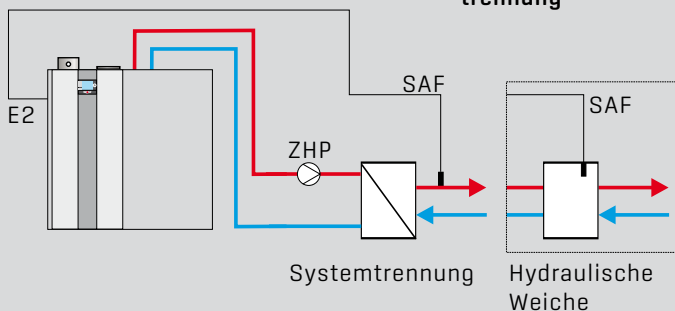 trennung
SAF
SAF
E2
ZHP
Systemtrennung
Hydraulische
Weiche